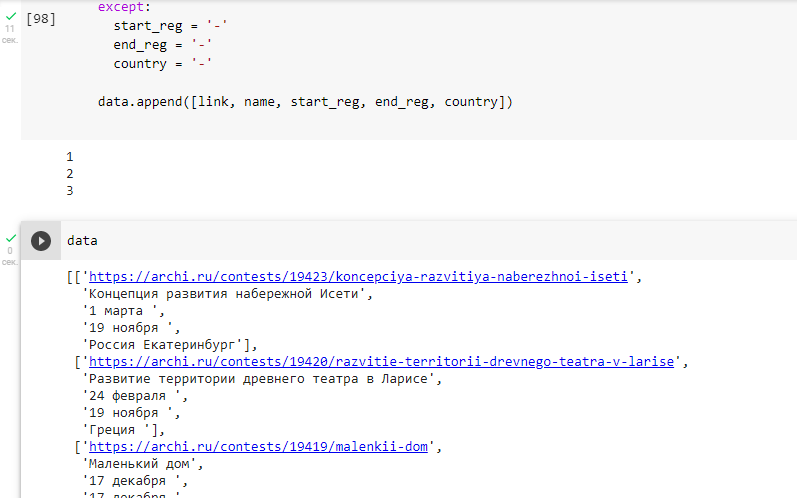 except:
[98]
11
сек.
start_reg = '-'
end_reg = '-'
country = '-'
data.append([link, name, start_reg, end_reg, country])
1
2
3
data
0
сек.
[['https://archi.ru/contests/19423/koncepciya-razvitiya-naberezhnoi-iseti',
'Концепция развития набережной Исети',
'1 марта ',
'19 ноября ',
'Россия Екатеринбург'],
['https://archi.ru/contests/19420/razvitie-territorii-drevnego-teatra-v-larise',
'Развитие территории древнего театра в Ларисе',
'24 февраля ',
'19 ноября ',
'Греция '],
['https://archi.ru/contests/19419/malenkii-dom',
'Маленький дом',
'17 декабря ',
'17 декабря '